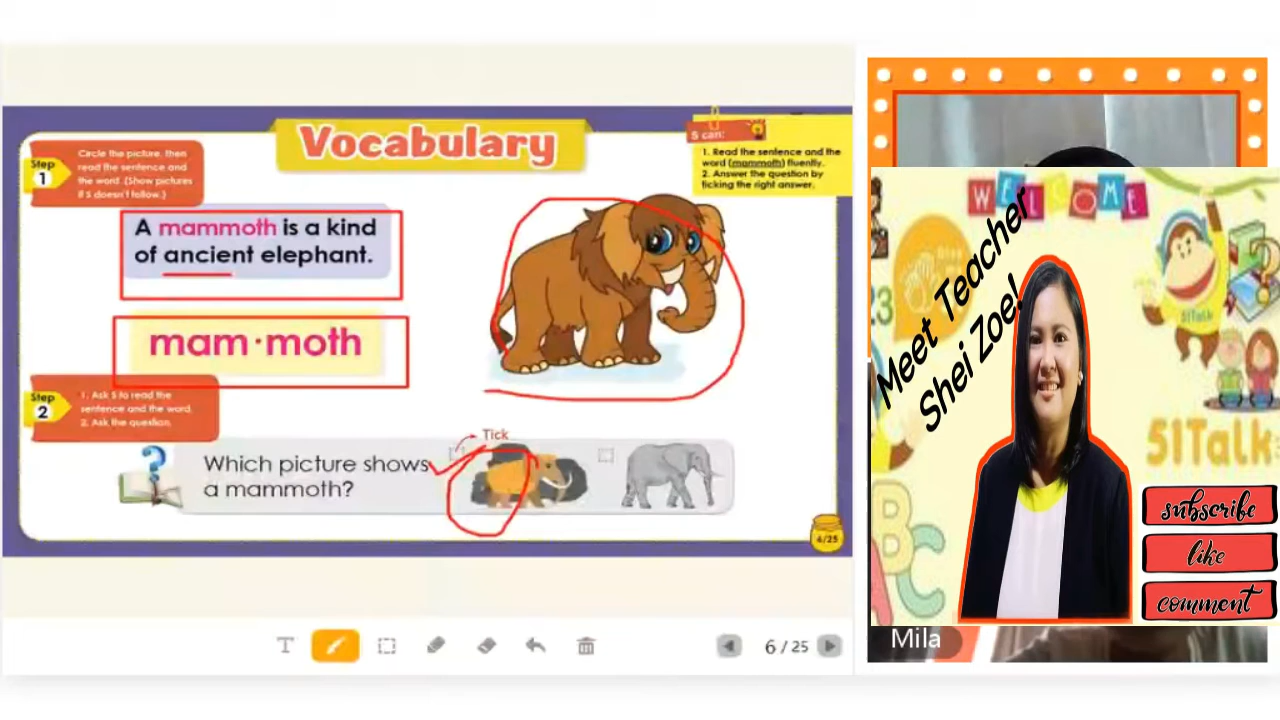 Vocabulary
Step
1
Circle the picture, then
read the sentence and
the word. (Show pictures
if S doesn't follow.)
S can:
1. Read the sentence and the
word (mammoth) fluently.
2. Answer the question by
ticking the right answer.
A mammoth is a kind
of ancient elephant.
mam·moth
Step
2
1. Ask S to read the
sentence and the word.
2. Ask the question.
Tick
Which picture shows
a mammoth?
6/25
T
6 / 25
WELCOME
Meet Teacher
Shei Zoe!
51Talk
51Talk
ABC
subscribe
like
comment
Mila